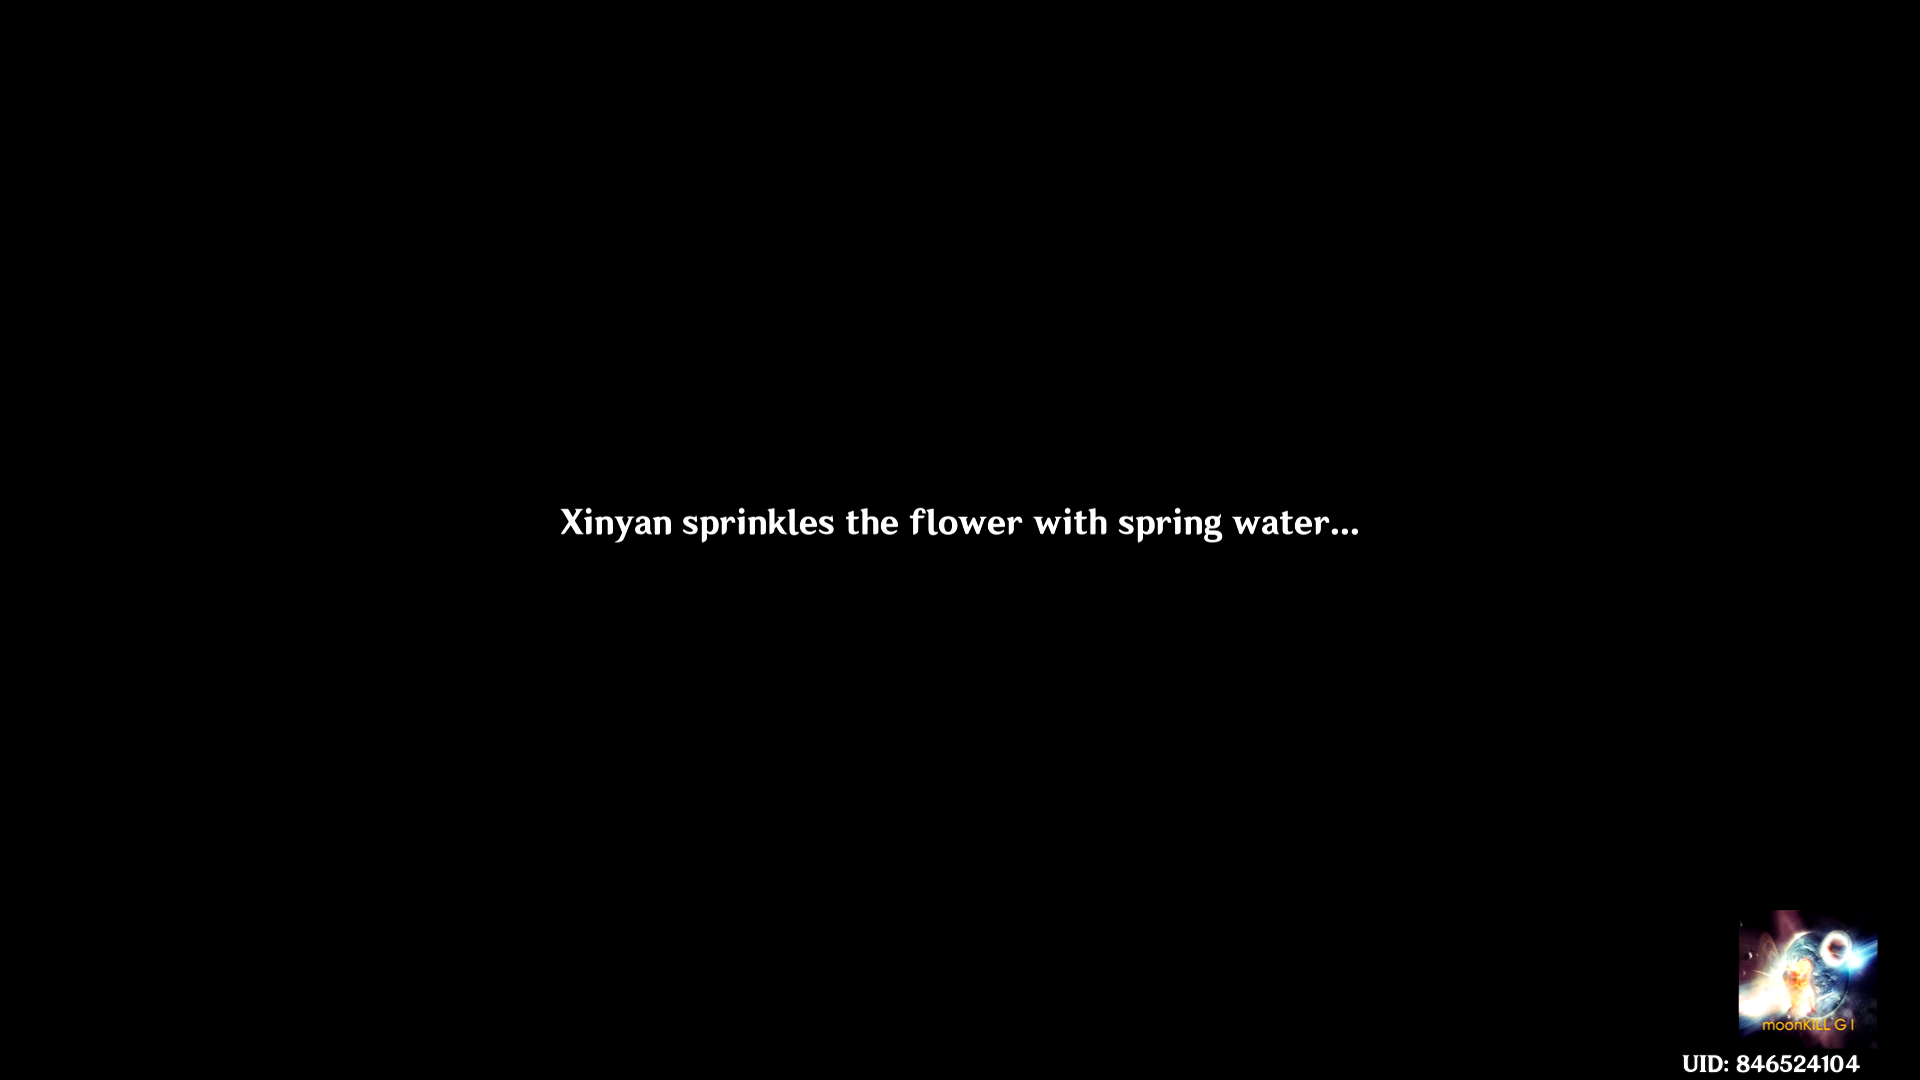 Xinyan sprinkles the flower with spring water...
moonKILL G I
UID: 846524104